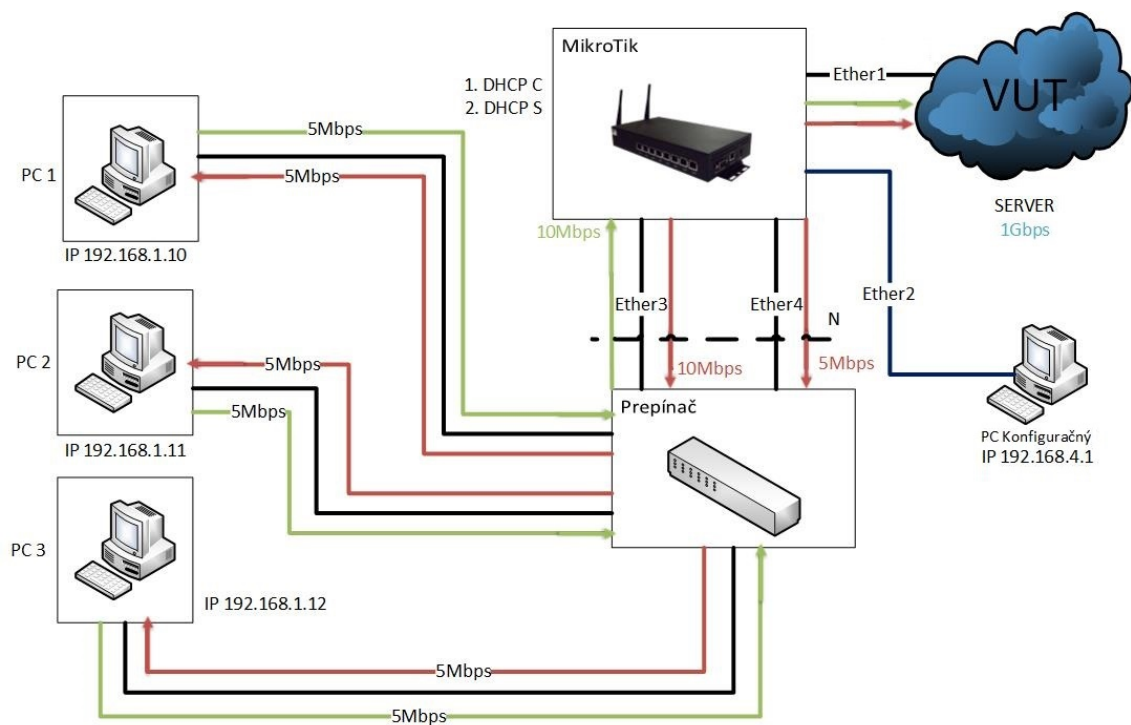 MikroTik
1. DHCP C
2. DHCP S
Ether1
VUT
SERVER
1Gbps
5Mbps
PC 1
5Mbps
IP 192.168.1.10
10Mbps
Ether3
Ether4
Ether2
N
PC 2
5Mbps
10Mbps
5Mbps
5Mbps
IP 192.168.1.11
Prepínač
PC Konfiguračný
IP 192.168.4.1
PC 3
IP 192.168.1.12
5Mbps
5Mbps